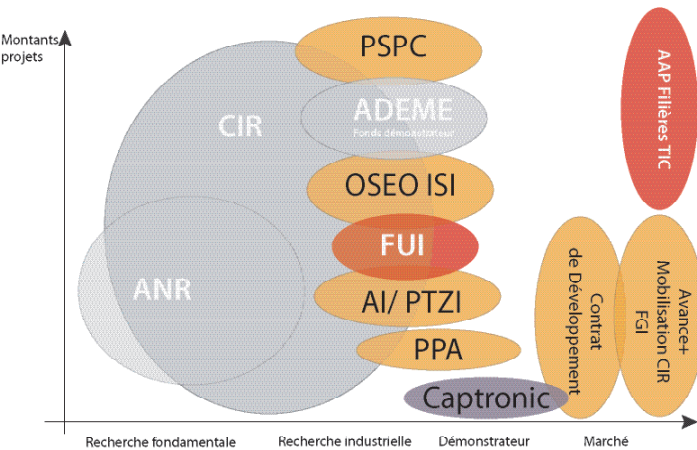 Montants
projets
PSPC
ADEME
Fonds démonstrateur
CIR
OSEO ISI
FUI
ANR
AI/ PTZI
PPA
Captronic
Contrat
de Développement
Avance+
Mobilisation CIR
FGI
AAP Filières TIC
Recherche fondamentale
Recherche industrielle
Démonstrateur
Marché